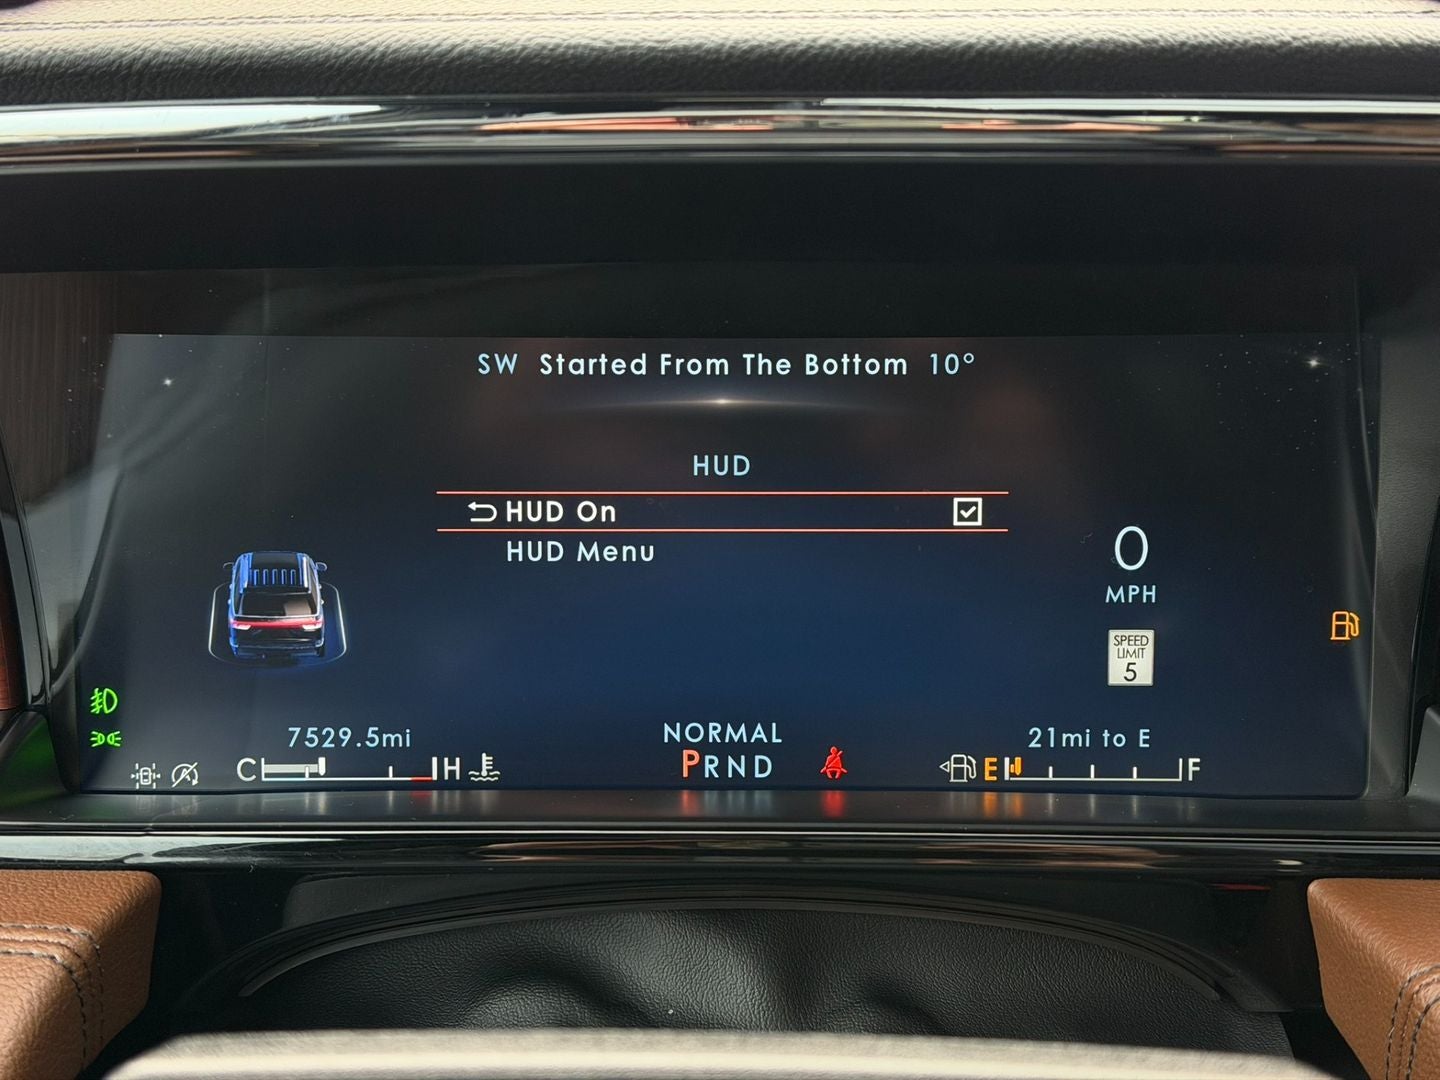 SW Started From The Bottom 10°
HUD
HUD On
HUD Menu
0
MPH
SPEED
LIMIT
5
7529.5mi
NORMAL
21mi to E
C H
PRND
E F